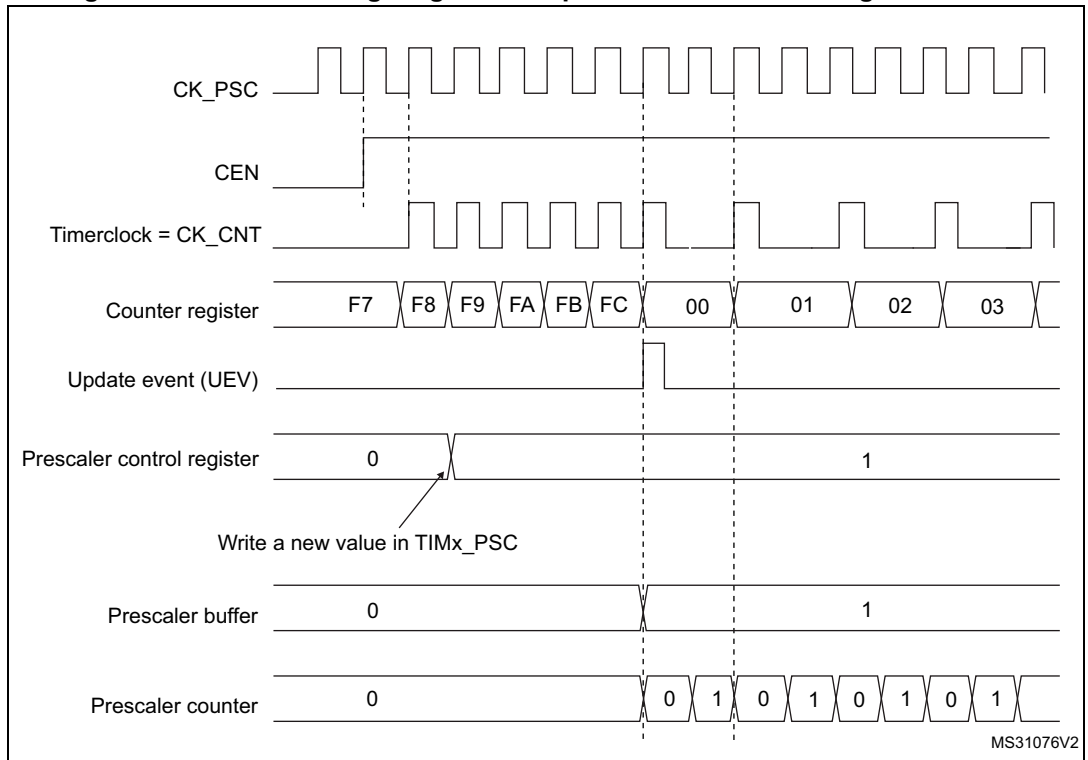 CK_PSC
CEN
Timerclock = CK_CNT
Counter register
F7 F8 F9 FA FB FC 00 01 02 03
Update event (UEV)
Prescaler control register
0 1
Write a new value in TIMx_PSC
Prescaler buffer
0 1
Prescaler counter
0 0 1 0 1 0 1 0 1
MS31076V2